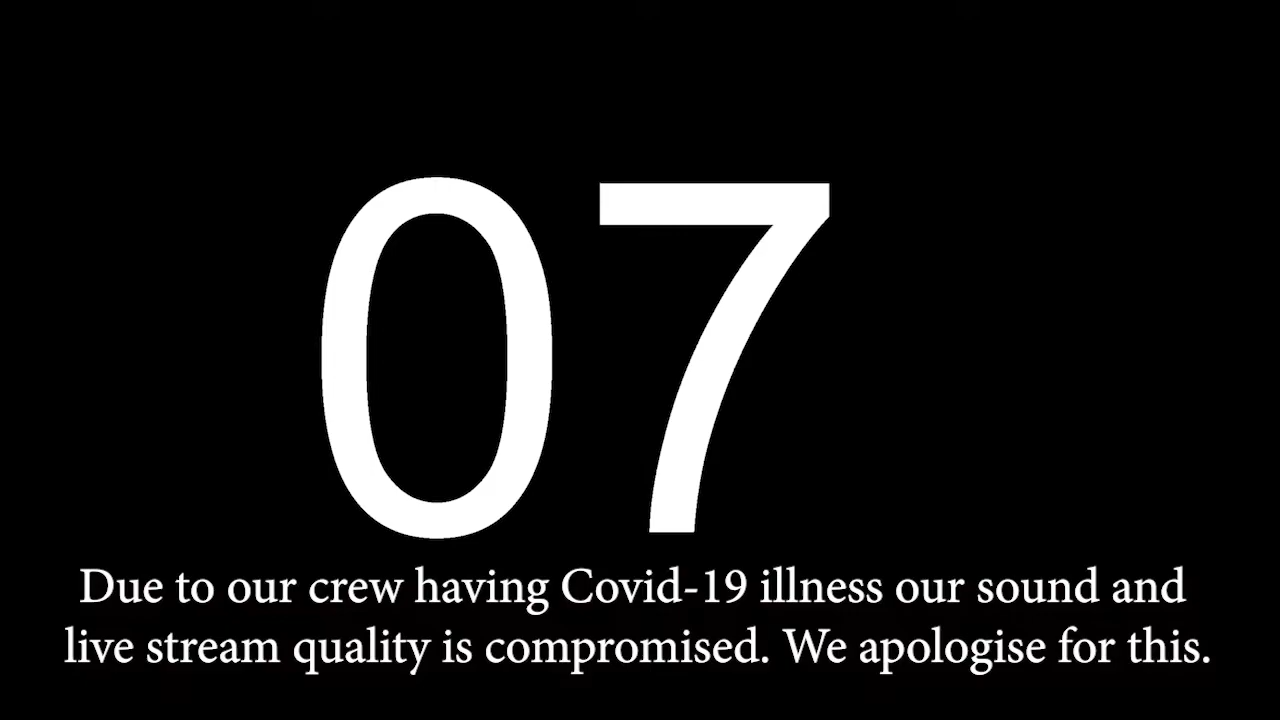 07
Due to our crew having Covid-19 illness our sound and
live stream quality is compromised. We apologise for this.